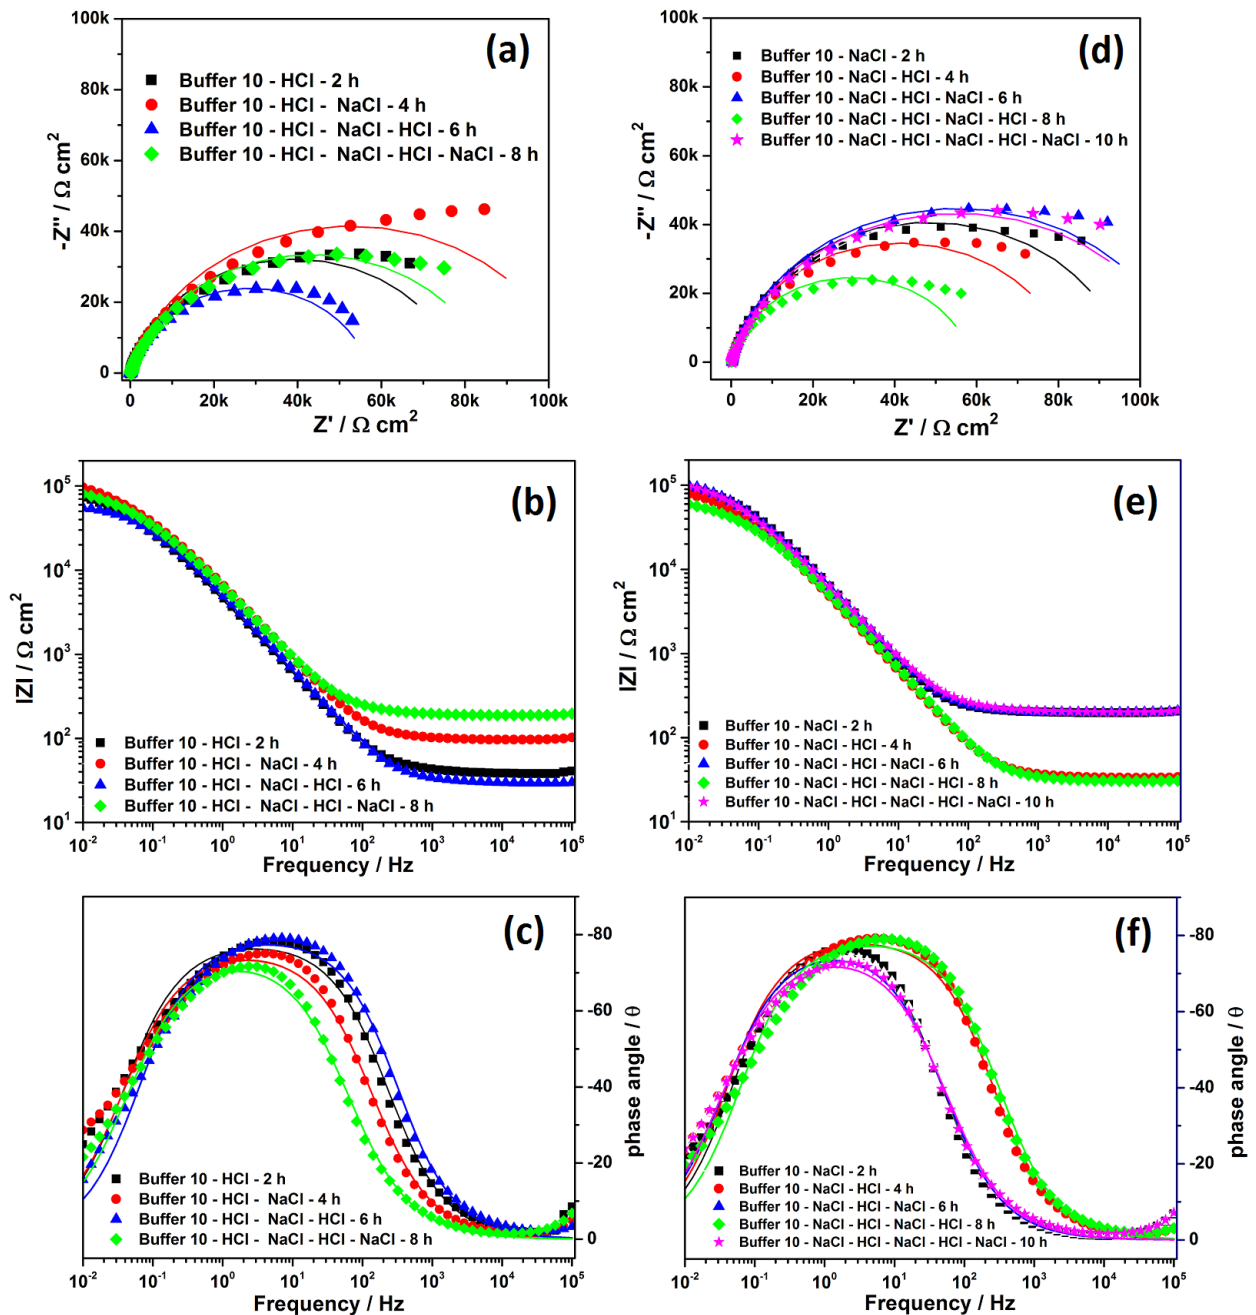 (a)
100k
80k
60k
40k
20k
0
-Z'' / Ω cm²
Buffer 10 - HCl - 2 h
Buffer 10 - HCl - NaCl - 4 h
Buffer 10 - HCl - NaCl - HCl - 6 h
Buffer 10 - HCl - NaCl - HCl - NaCl - 8 h
0 20k 40k 60k 80k 100k
Z' / Ω cm²
(d)
100k
80k
60k
40k
20k
0
-Z'' / Ω cm²
Buffer 10 - NaCl - 2 h
Buffer 10 - NaCl - HCl - 4 h
Buffer 10 - NaCl - HCl - NaCl - 6 h
Buffer 10 - NaCl - HCl - NaCl - HCl - 8 h
Buffer 10 - NaCl - HCl - NaCl - HCl - NaCl - 10 h
0 20k 40k 60k 80k 100k
Z' / Ω cm²
(b)
10⁵
10⁴
10³
10²
10¹
IZI / Ω cm²
Buffer 10 - HCl - 2 h
Buffer 10 - HCl - NaCl - 4 h
Buffer 10 - HCl - NaCl - HCl - 6 h
Buffer 10 - HCl - NaCl - HCl - NaCl - 8 h
10⁻² 10⁻¹ 10⁰ 10¹ 10² 10³ 10⁴ 10⁵
Frequency / Hz
(e)
10⁵
10⁴
10³
10²
10¹
IZI / Ω cm²
Buffer 10 - NaCl - 2 h
Buffer 10 - NaCl - HCl - 4 h
Buffer 10 - NaCl - HCl - NaCl - 6 h
Buffer 10 - NaCl - HCl - NaCl - HCl - 8 h
Buffer 10 - NaCl - HCl - NaCl - HCl - NaCl - 10 h
10⁻² 10⁻¹ 10⁰ 10¹ 10² 10³ 10⁴ 10⁵
Frequency / Hz
(c)
-80
-60
-40
-20
0
phase angle / θ
Buffer 10 - HCl - 2 h
Buffer 10 - HCl - NaCl - 4 h
Buffer 10 - HCl - NaCl - HCl - 6 h
Buffer 10 - HCl - NaCl - HCl - NaCl - 8 h
10⁻² 10⁻¹ 10⁰ 10¹ 10² 10³ 10⁴ 10⁵
Frequency / Hz
(f)
-80
-60
-40
-20
0
phase angle / θ
Buffer 10 - NaCl - 2 h
Buffer 10 - NaCl - HCl - 4 h
Buffer 10 - NaCl - HCl - NaCl - 6 h
Buffer 10 - NaCl - HCl - NaCl - HCl - 8 h
Buffer 10 - NaCl - HCl - NaCl - HCl - NaCl - 10 h
10⁻² 10⁻¹ 10⁰ 10¹ 10² 10³ 10⁴ 10⁵
Frequency / Hz